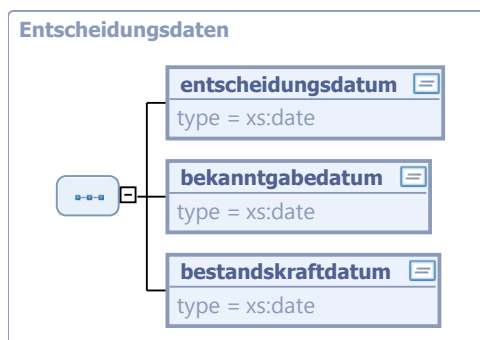 Entscheidungsdaten
entscheidungsdatum
type = xs:date
bekanntgabedatum
type = xs:date
bestandskraftdatum
type = xs:date